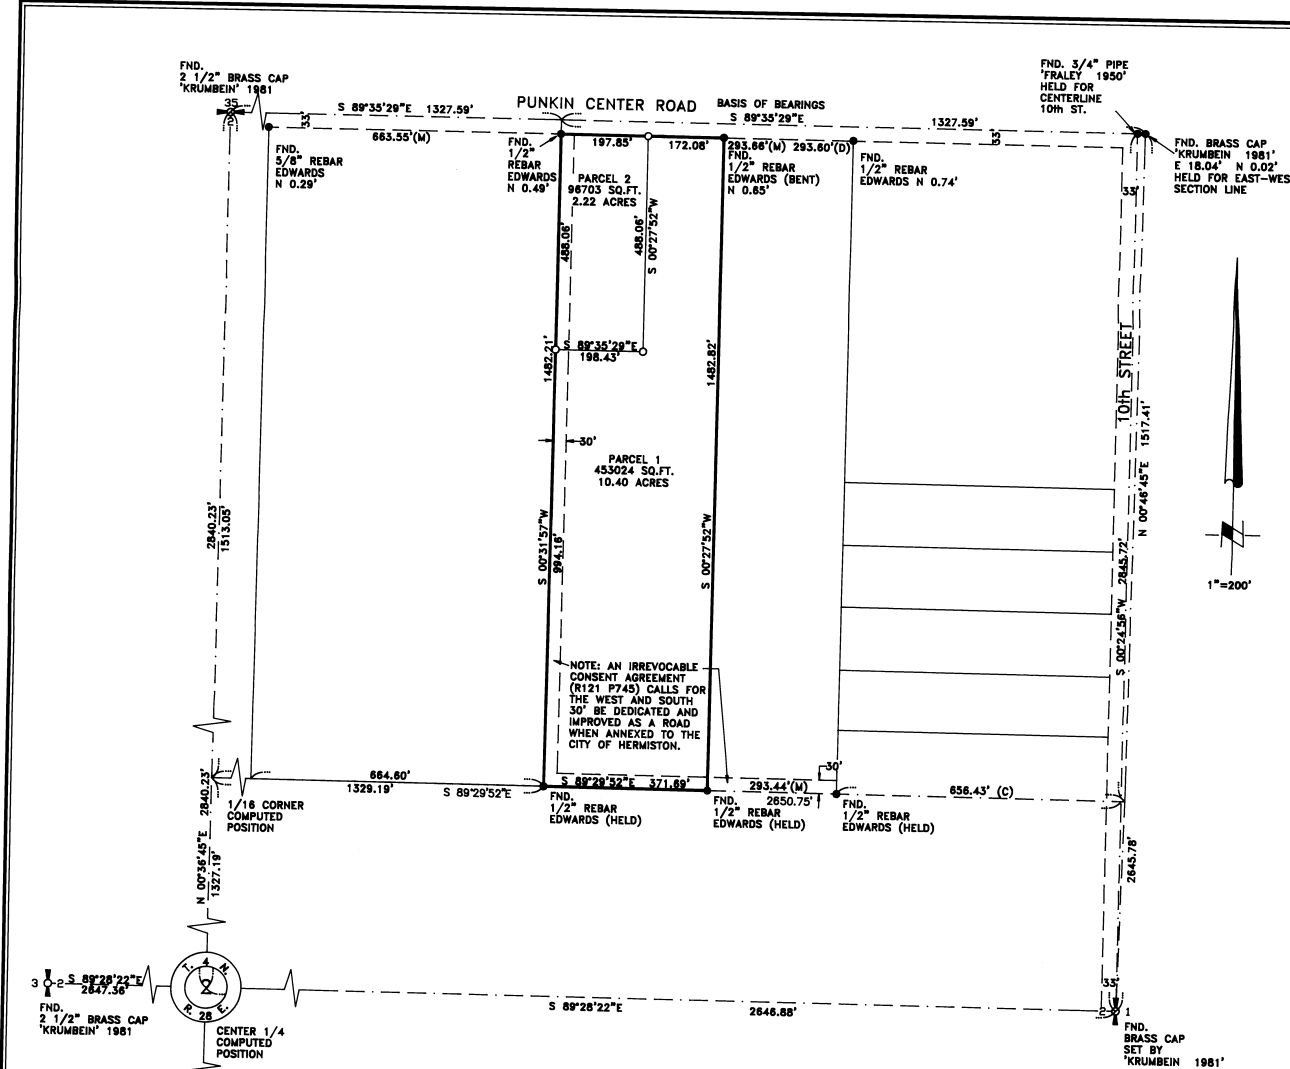 FND.
2 1/2" BRASS CAP
'KRUMBEIN' 1981
35
2
S 89°35'29"E 1327.59'
PUNKIN CENTER ROAD
BASIS OF BEARINGS
S 89°35'29"E
1327.59'
FND. 3/4" PIPE
'FRALEY 1950'
HELD FOR
CENTERLINE
10th ST.
33'
33'
663.55'(M)
FND.
5/8" REBAR
EDWARDS
N 0.29'
FND.
1/2"
REBAR
EDWARDS
N 0.49'
197.85'
172.08'
293.66'(M) 293.60'(D)
FND.
1/2" REBAR
EDWARDS (BENT)
N 0.65'
FND.
1/2" REBAR
EDWARDS N 0.74'
FND. BRASS CAP
'KRUMBEIN 1981'
E 18.04' N 0.02'
HELD FOR EAST-WES
SECTION LINE
33'
PARCEL 2
96703 SQ.FT.
2.22 ACRES
488.06'
488.06'
S 00°27'52"W
S 89°35'29"E
198.43'
1482.21'
1482.82'
10th STREET
N 00°46'45"E 1517.41'
30'
PARCEL 1
453024 SQ.FT.
10.40 ACRES
2840.23'
1513.05'
S 00°31'57"W
994.16'
S 00°27'52"W
S 00°24'56"W 2845.72'
1"=200'
NOTE: AN IRREVOCABLE
CONSENT AGREEMENT
(R121 P745) CALLS FOR
THE WEST AND SOUTH
30' BE DEDICATED AND
IMPROVED AS A ROAD
WHEN ANNEXED TO THE
CITY OF HERMISTON.
664.60'
1329.19'
S 89°29'52"E
S 89°29'52"E 371.69'
293.44'(M)
2650.75'
30'
656.43' (C)
1/16 CORNER
COMPUTED
POSITION
FND.
1/2" REBAR
EDWARDS (HELD)
FND.
1/2" REBAR
EDWARDS (HELD)
FND.
1/2" REBAR
EDWARDS (HELD)
N 00°36'45"E 2840.23'
1327.19'
2645.78'
3
2
S 89°28'22"E
2647.36'
FND.
2 1/2" BRASS CAP
'KRUMBEIN' 1981
T. 4 N.
R. 28 E.
CENTER 1/4
COMPUTED
POSITION
S 89°28'22"E
2646.88'
33'
2
1
FND.
BRASS CAP
SET BY
'KRUMBEIN 1981'